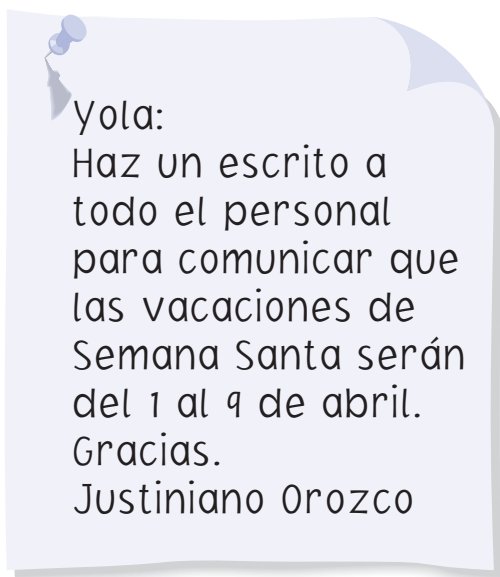 Yola:
Haz un escrito a
todo el personal
para comunicar que
las vacaciones de
Semana Santa serán
del 1 al 9 de abril.
Gracias.
Justiniano Orozco